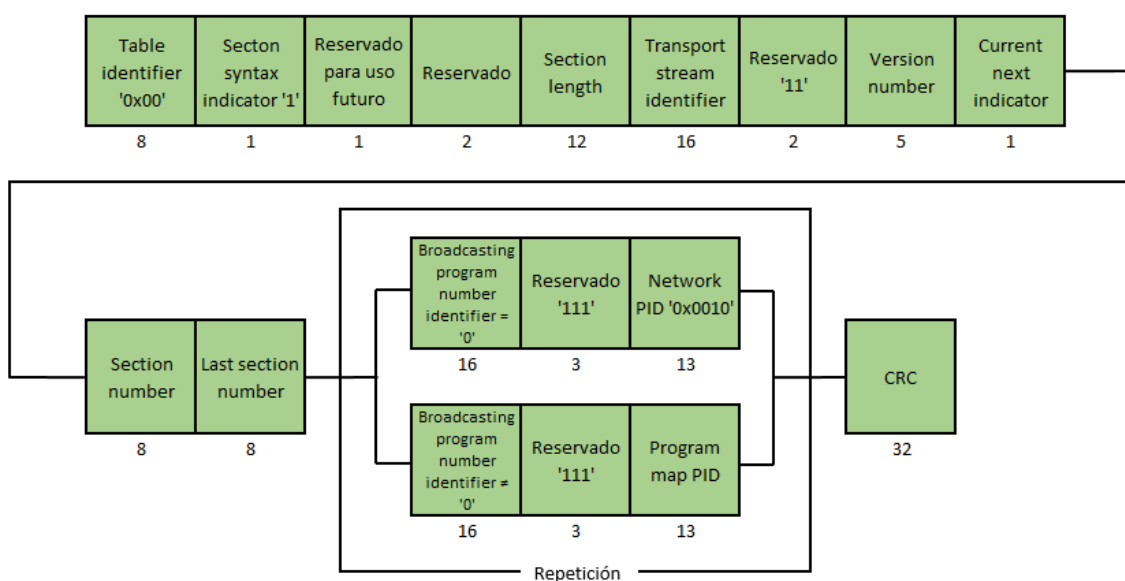 Table
identifier
'0x00'
Secton
syntax
indicator '1'
Reservado
para uso
futuro
Reservado
Section
length
Transport
stream
identifier
Reservado
'11'
Version
number
Current
next
indicator
8
1
1
2
12
16
2
5
1
Section
number
Last section
number
8
8
Broadcasting
program
number
identifier =
'0'
Reservado
'111'
Network
PID '0x0010'
16
3
13
Broadcasting
program
number
identifier ≠
'0'
Reservado
'111'
Program
map PID
16
3
13
Repetición
CRC
32